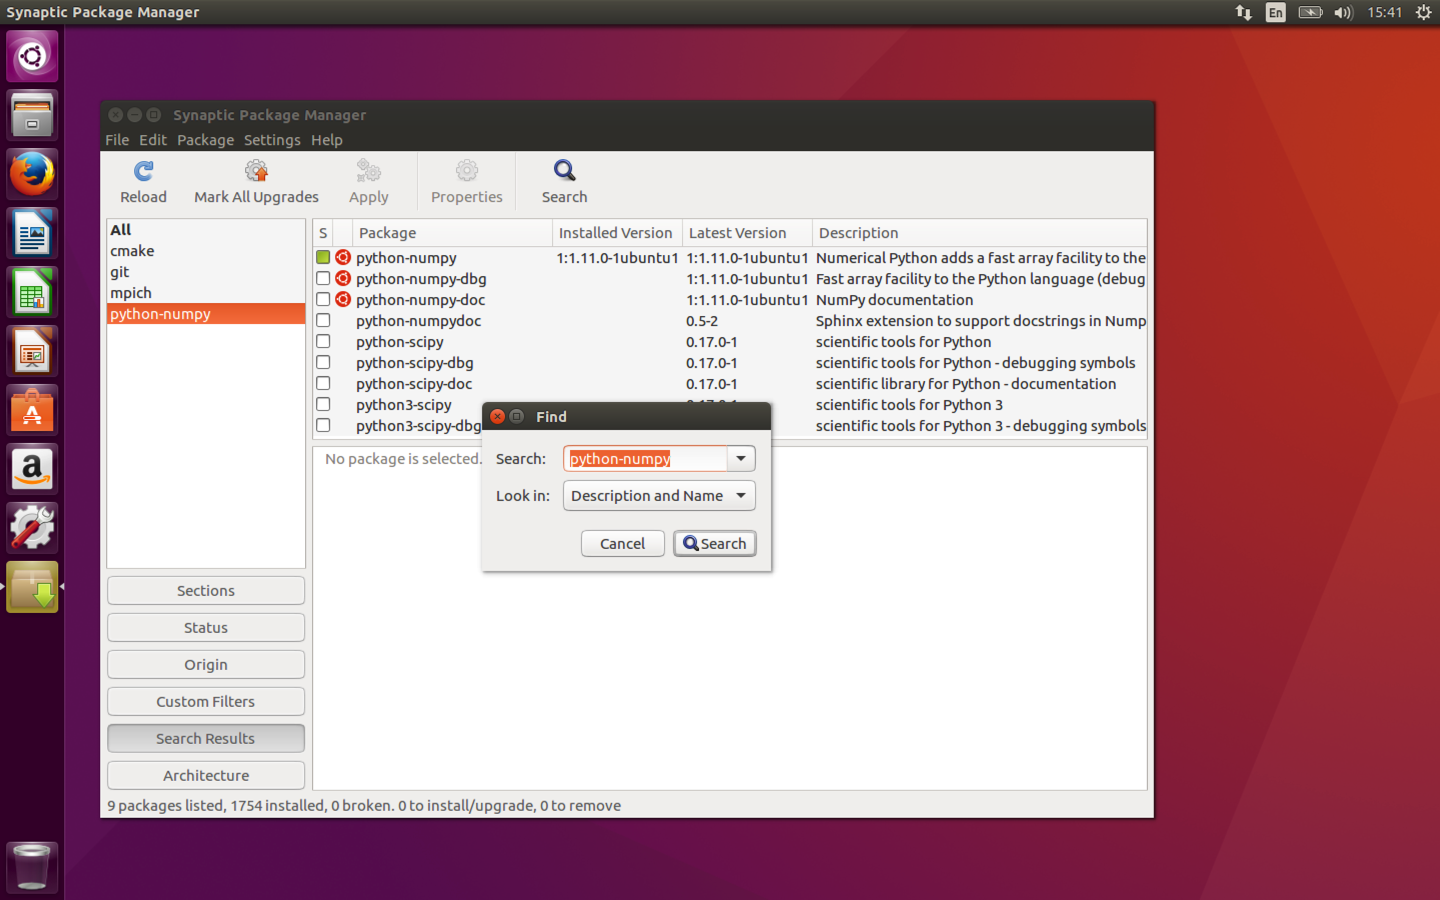 Synaptic Package Manager
En
15:41
Synaptic Package Manager
File Edit Package Settings Help
Reload Mark All Upgrades Apply Properties Search
All
cmake
git
mpich
python-numpy
S Package Installed Version Latest Version Description
python-numpy 1:1.11.0-1ubuntu1 1:1.11.0-1ubuntu1 Numerical Python adds a fast array facility to the
python-numpy-dbg 1:1.11.0-1ubuntu1 Fast array facility to the Python language (debug
python-numpy-doc 1:1.11.0-1ubuntu1 NumPy documentation
python-numpydoc 0.5-2 Sphinx extension to support docstrings in Nump
python-scipy 0.17.0-1 scientific tools for Python
python-scipy-dbg 0.17.0-1 scientific tools for Python - debugging symbols
python-scipy-doc 0.17.0-1 scientific library for Python - documentation
python3-scipy scientific tools for Python 3
python3-scipy-dbg scientific tools for Python 3 - debugging symbols
No package is selected.
Find
Search: python-numpy
Look in: Description and Name
Cancel Search
Sections
Status
Origin
Custom Filters
Search Results
Architecture
9 packages listed, 1754 installed, 0 broken. 0 to install/upgrade, 0 to remove